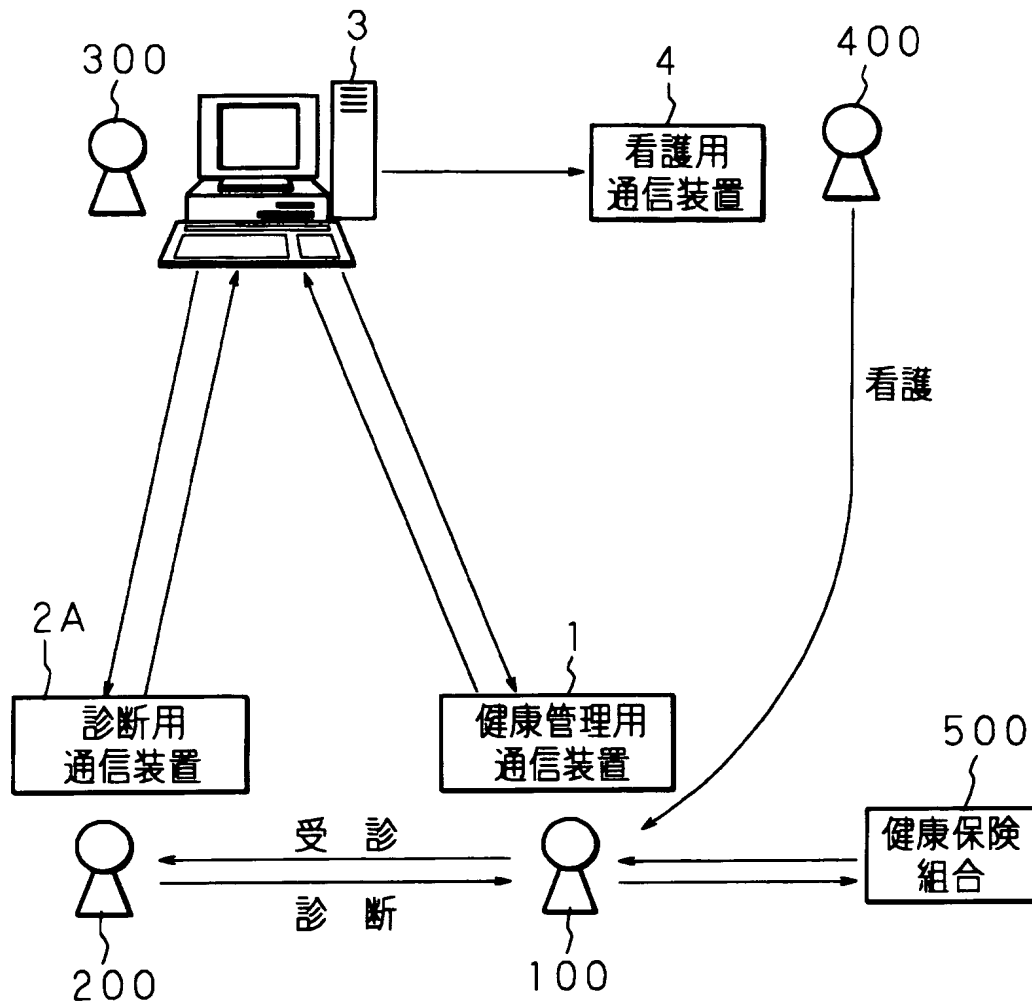 3
300
4
400
看護用
通信装置
看護
2A
1
診断用
通信装置
健康管理用
通信装置
500
健康保険
組合
受 診
診 断
200
100